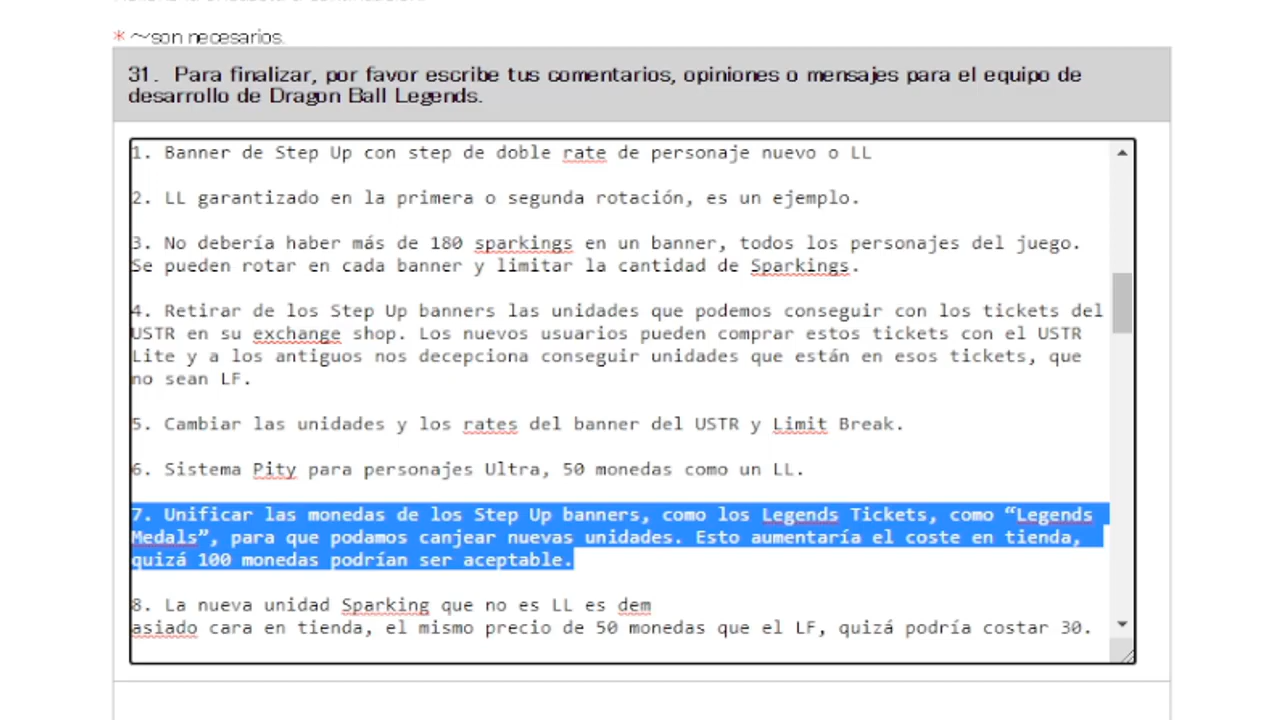 * ~son necesarios.
31. Para finalizar, por favor escribe tus comentarios, opiniones o mensajes para el equipo de
desarrollo de Dragon Ball Legends.
1. Banner de Step Up con step de doble rate de personaje nuevo o LL
2. LL garantizado en la primera o segunda rotación, es un ejemplo.
3. No debería haber más de 180 sparkings en un banner, todos los personajes del juego.
Se pueden rotar en cada banner y limitar la cantidad de Sparkings.
4. Retirar de los Step Up banners las unidades que podemos conseguir con los tickets del
USTR en su exchange shop. Los nuevos usuarios pueden comprar estos tickets con el USTR
Lite y a los antiguos nos decepciona conseguir unidades que están en esos tickets, que
no sean LF.
5. Cambiar las unidades y los rates del banner del USTR y Limit Break.
6. Sistema Pity para personajes Ultra, 50 monedas como un LL.
7. Unificar las monedas de los Step Up banners, como los Legends Tickets, como “Legends
Medals”, para que podamos canjear nuevas unidades. Esto aumentaría el coste en tienda,
quizá 100 monedas podrían ser aceptable.
8. La nueva unidad Sparking que no es LL es dem
asiado cara en tienda, el mismo precio de 50 monedas que el LF, quizá podría costar 30.